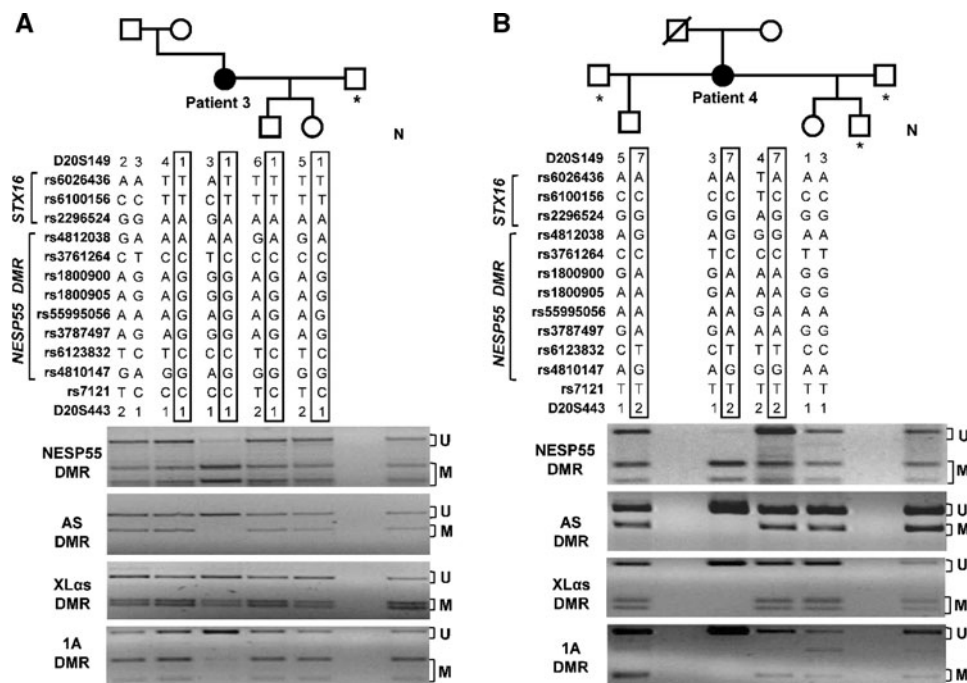 A
Patient 3
*
N
D20S149 2 3 4 1 3 1 6 1 5 1
STX16
rs6026436 A A T T A T T T T T
rs6100156 C C T T C T T T T T
rs2296524 G G A A G A A A A A
NESP55 DMR
rs4812038 G A A A A A G A G A
rs3761264 C T C C T C C C C C
rs1800900 A G A G G G A G A G
rs1800905 A G A G G G A G A G
rs55995056 A G A G G G A G A G
rs3787497 A G A G G G A G A G
rs6123832 T C T C C C T C T C
rs4810147 G A G G A G G G G G
rs7121 T C C C C C T C C C
D20S443 2 1 1 1 1 1 2 1 2 1
NESP55
DMR
U
M
AS
DMR
U
M
XLαs
DMR
U
M
1A
DMR
U
M
B
*
Patient 4
*
*
N
D20S149 5 7 3 7 4 7 1 3
STX16
rs6026436 A A A A T A A A
rs6100156 C C C C T C C C
rs2296524 G G G G A G G G
NESP55 DMR
rs4812038 A G A G G G A A
rs3761264 T C T C C C T T
rs1800900 G A G A A A G G
rs1800905 A A G A A A G G
rs55995056 A A G A G A A G
rs3787497 G A G A G A G G
rs6123832 C T C T T T C C
rs4810147 A G A G G G A A
rs7121 T T T T T T T T
D20S443 1 2 1 2 2 2 1 1
NESP55
DMR
U
M
AS
DMR
U
M
XLαs
DMR
U
M
1A
DMR
U
M